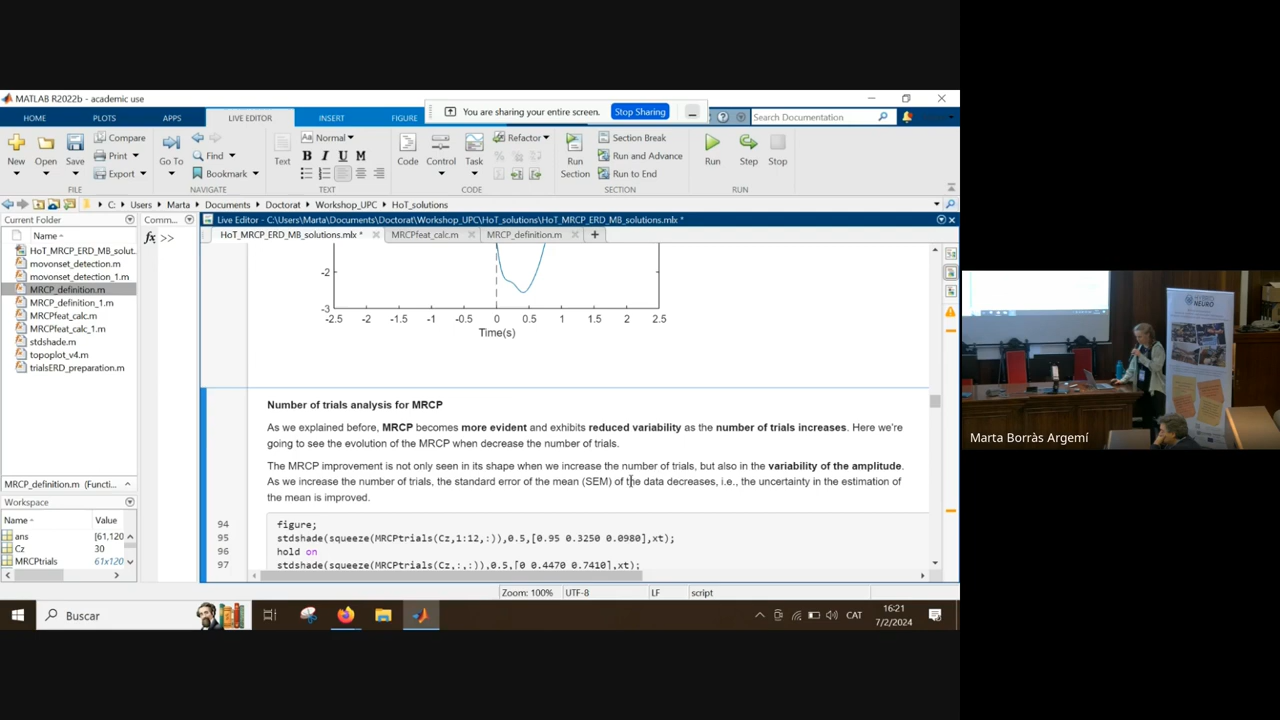 MATLAB R2022b - academic use
You are sharing your entire screen.
Stop Sharing
HOME
PLOTS
APPS
LIVE EDITOR
INSERT
FIGURE
Search Documentation
New
Open
Save
Compare
Print
Export
Go To
Find
Bookmark
Text
Normal
B I U M
Code
Control
Task
Refactor
Run
Section
Section Break
Run and Advance
Run to End
Run
Step
Stop
FILE
NAVIGATE
TEXT
CODE
SECTION
RUN
C: Users Marta Documents Doctorat Workshop_UPC HoT_solutions
Current Folder
Comm...
Live Editor - C:\Users\Marta\Documents\Doctorat\Workshop_UPC\HoT_solutions\HoT_MRCP_ERD_MB_solutions.mlx *
Name
HoT_MRCP_ERD_MB_solut...
movonset_detection.m
movonset_detection_1.m
MRCP_definition.m
MRCP_definition_1.m
MRCPfeat_calc.m
MRCPfeat_calc_1.m
stdshade.m
topoplot_v4.m
trialsERD_preparation.m
fx >>
HoT_MRCP_ERD_MB_solutions.mlx *
MRCPfeat_calc.m
MRCP_definition.m
-2
-3
-2.5 -2 -1.5 -1 -0.5 0 0.5 1 1.5 2 2.5
Time(s)
Number of trials analysis for MRCP
As we explained before, MRCP becomes more evident and exhibits reduced variability as the number of trials increases. Here we're
going to see the evolution of the MRCP when decrease the number of trials.
The MRCP improvement is not only seen in its shape when we increase the number of trials, but also in the variability of the amplitude.
As we increase the number of trials, the standard error of the mean (SEM) of the data decreases, i.e., the uncertainty in the estimation of
the mean is improved.
94 figure;
95 stdshade(squeeze(MRCPtrials(Cz,1:12,:)),0.5,[0.95 0.3250 0.0980],xt);
96 hold on
97 stdshade(squeeze(MRCPtrials(Cz,:,:)),0.5,[0 0.4470 0.7410],xt);
MRCP_definition.m (Functi...
Workspace
Name Value
ans [61,120
Cz 30
MRCPtrials 61x120
Zoom: 100%
UTF-8
LF
script
Buscar
CAT
16:21
7/2/2024
NEURO
Marta Borràs Argemí